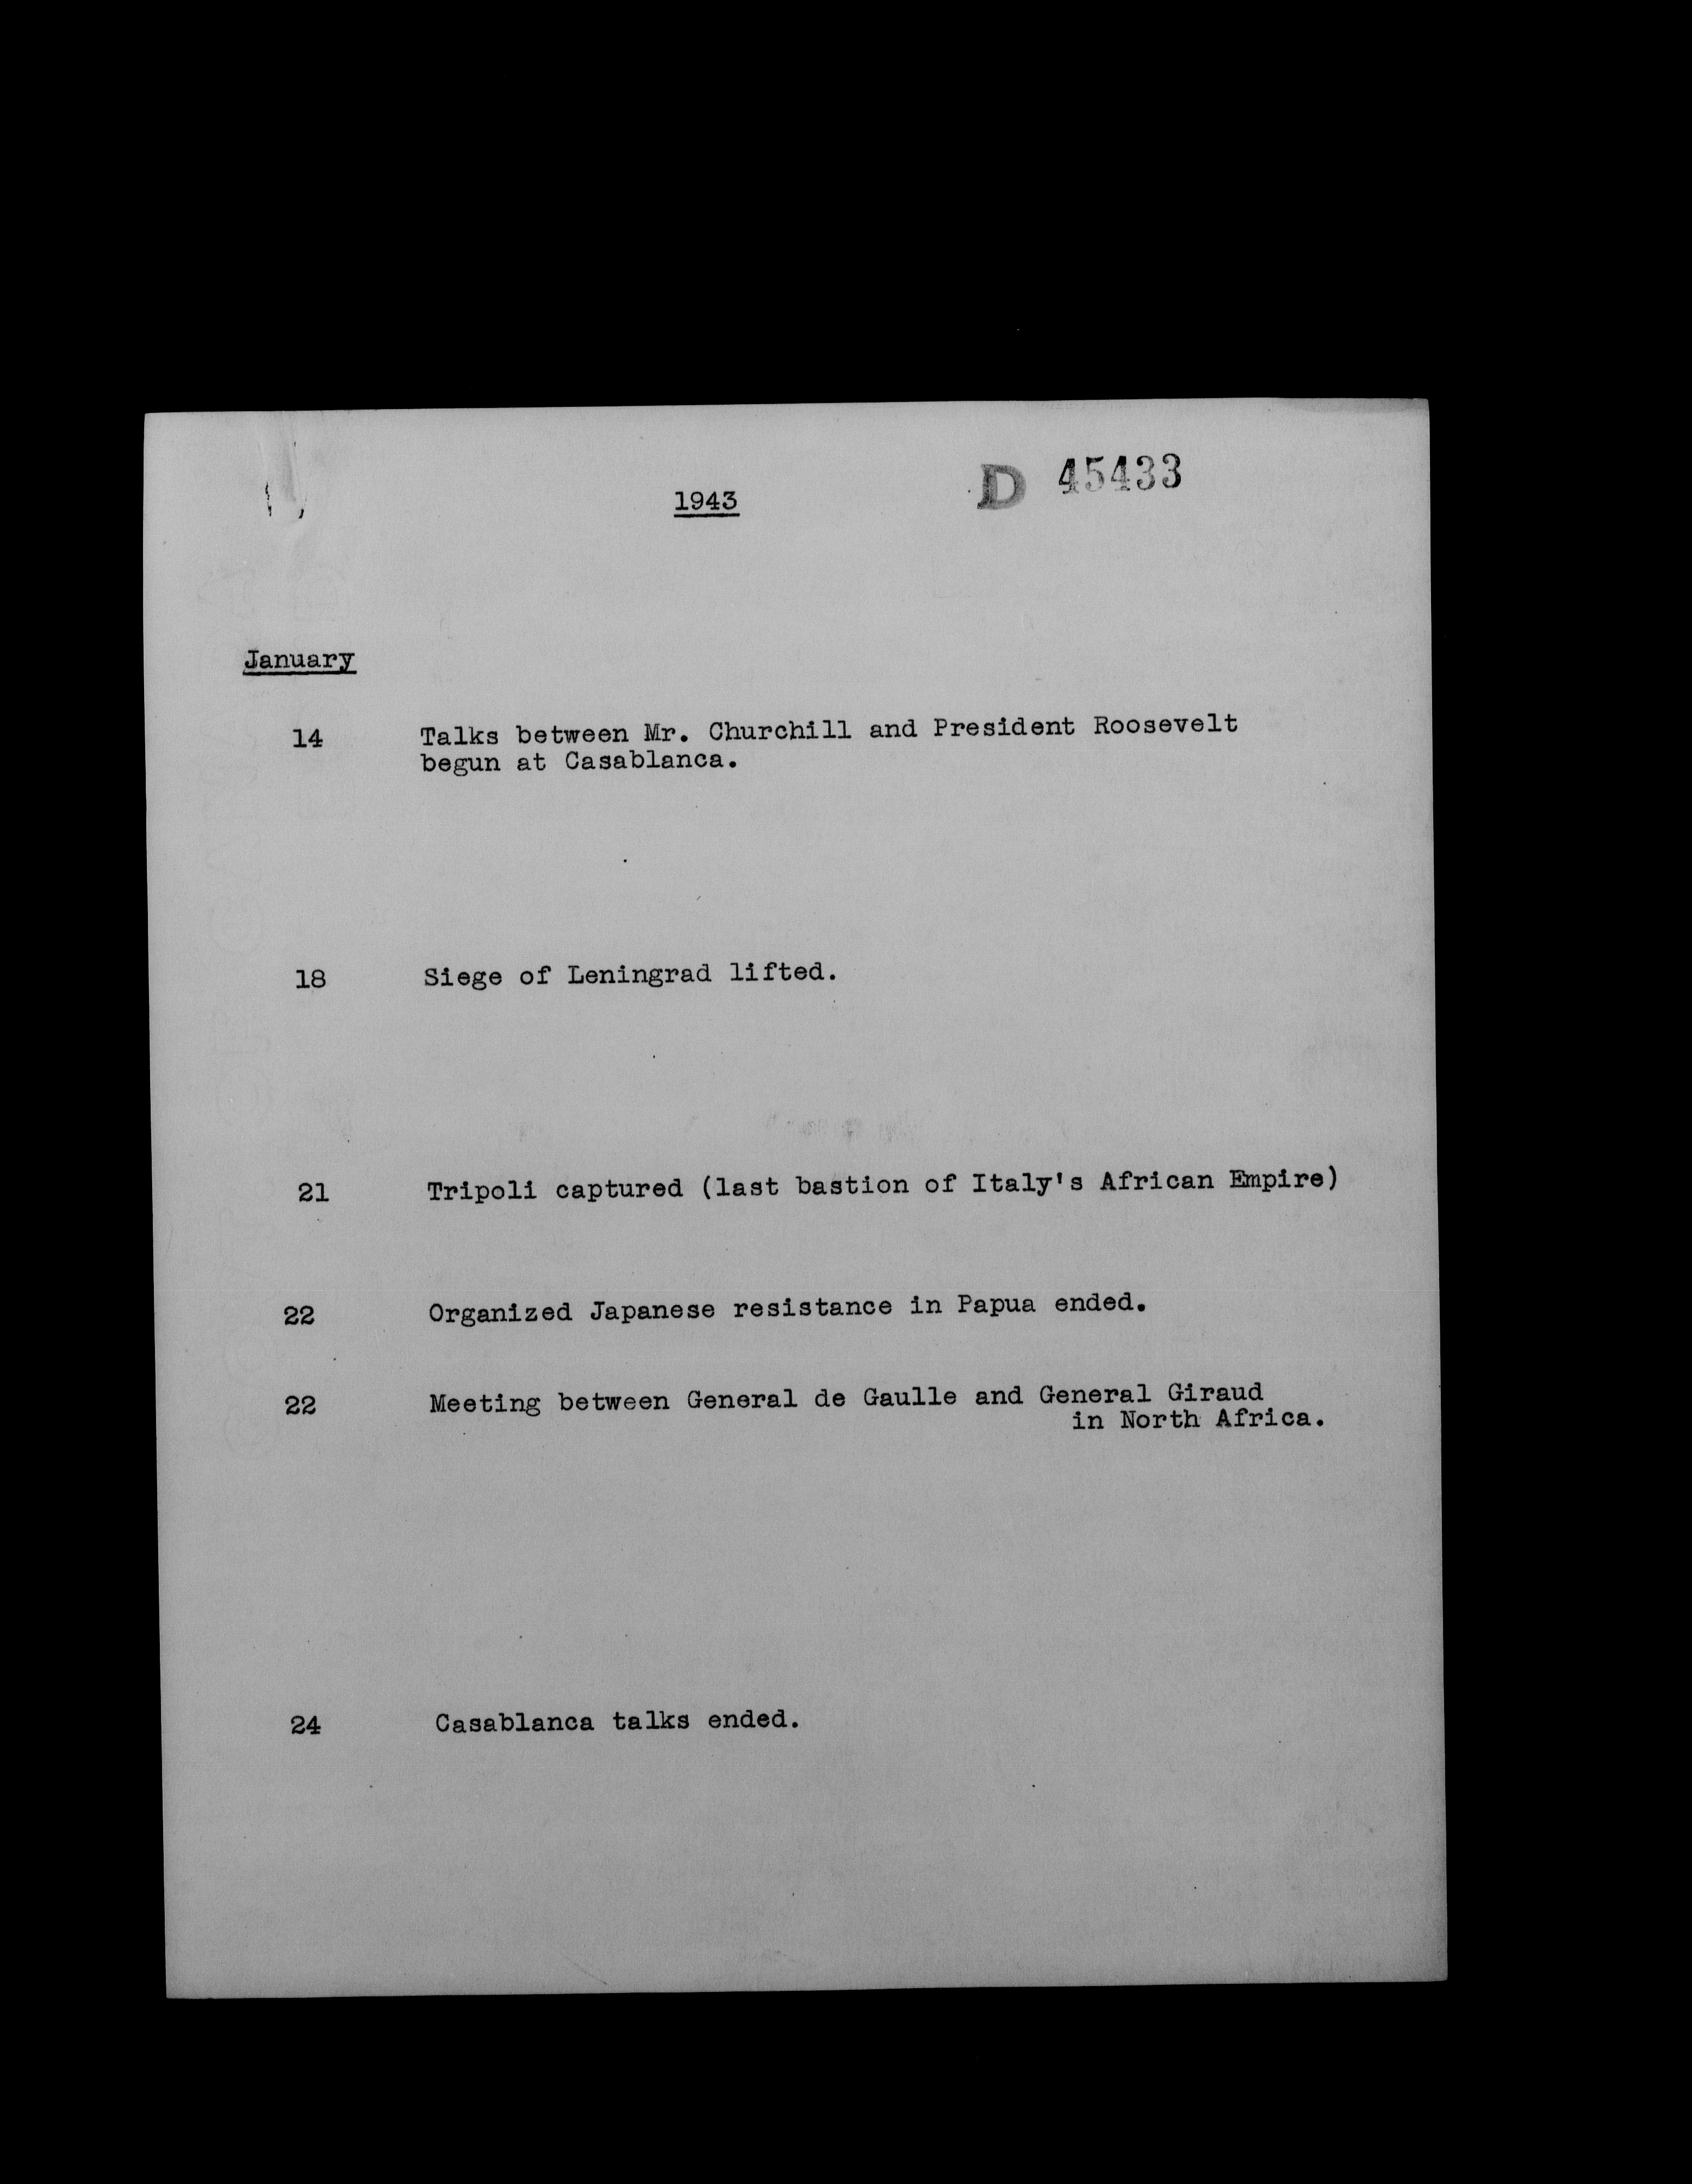 1943
D 45433
January
14 Talks between Mr. Churchill and President Roosevelt
begun at Casablanca.
18 Siege of Leningrad lifted.
21 Tripoli captured (last bastion of Italy's African Empire)
22 Organized Japanese resistance in Papua ended.
22 Meeting between General de Gaulle and General Giraud
in North Africa.
24 Casablanca talks ended.